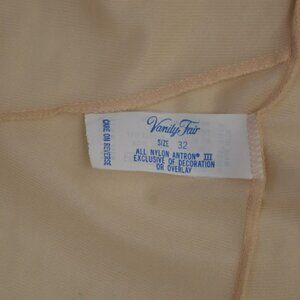 Vanity Fair
SIZE 32
ALL NYLON ANTRON® III
EXCLUSIVE OF DECORATION
OR OVERLAY
CARE ON
REVERSE